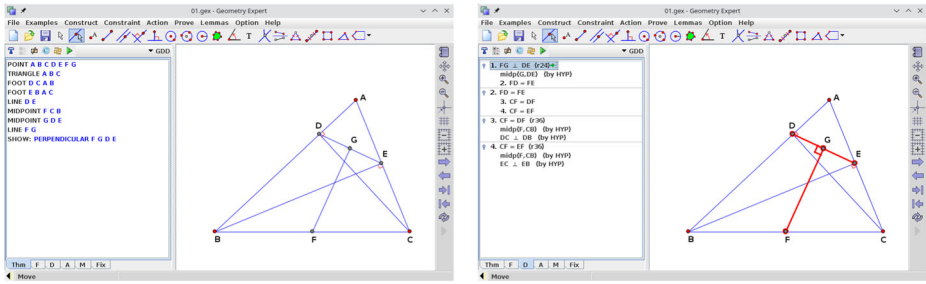 01.gex - Geometry Expert
File Examples Construct Constraint Action Prove Lemmas Option Help
GDD
POINT A B C D E F G
TRIANGLE A B C
FOOT D C A B
FOOT E B A C
LINE D E
MIDPOINT F C B
MIDPOINT G D E
LINE F G
SHOW: PERPENDICULAR F G D E
A
D
G
E
B
F
C
Thm F D A M Fix
Move
01.gex - Geometry Expert
File Examples Construct Constraint Action Prove Lemmas Option Help
GDD
1. FG ⊥ DE (r24)
midp(G,DE) (by HYP)
2. FD = FE
2. FD = FE
3. CF = DF
4. CF = EF
3. CF = DF (r36)
midp(F,CB) (by HYP)
DC ⊥ DB (by HYP)
4. CF = EF (r36)
midp(F,CB) (by HYP)
EC ⊥ EB (by HYP)
A
D
G
E
B
F
C
Thm F D A M Fix
Move